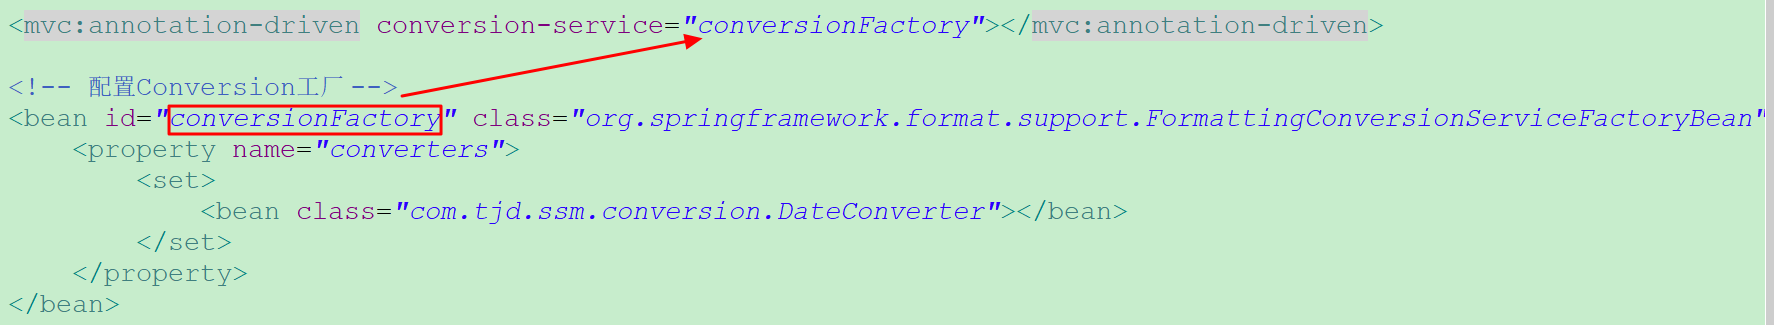 <mvc:annotation-driven conversion-service="conversionFactory"></mvc:annotation-driven>
<!-- 配置Conversion工厂 -->
<bean id="conversionFactory" class="org.springframework.format.support.FormattingConversionServiceFactoryBean"
<property name="converters">
<set>
<bean class="com.tjd.ssm.conversion.DateConverter"></bean>
</set>
</property>
</bean>